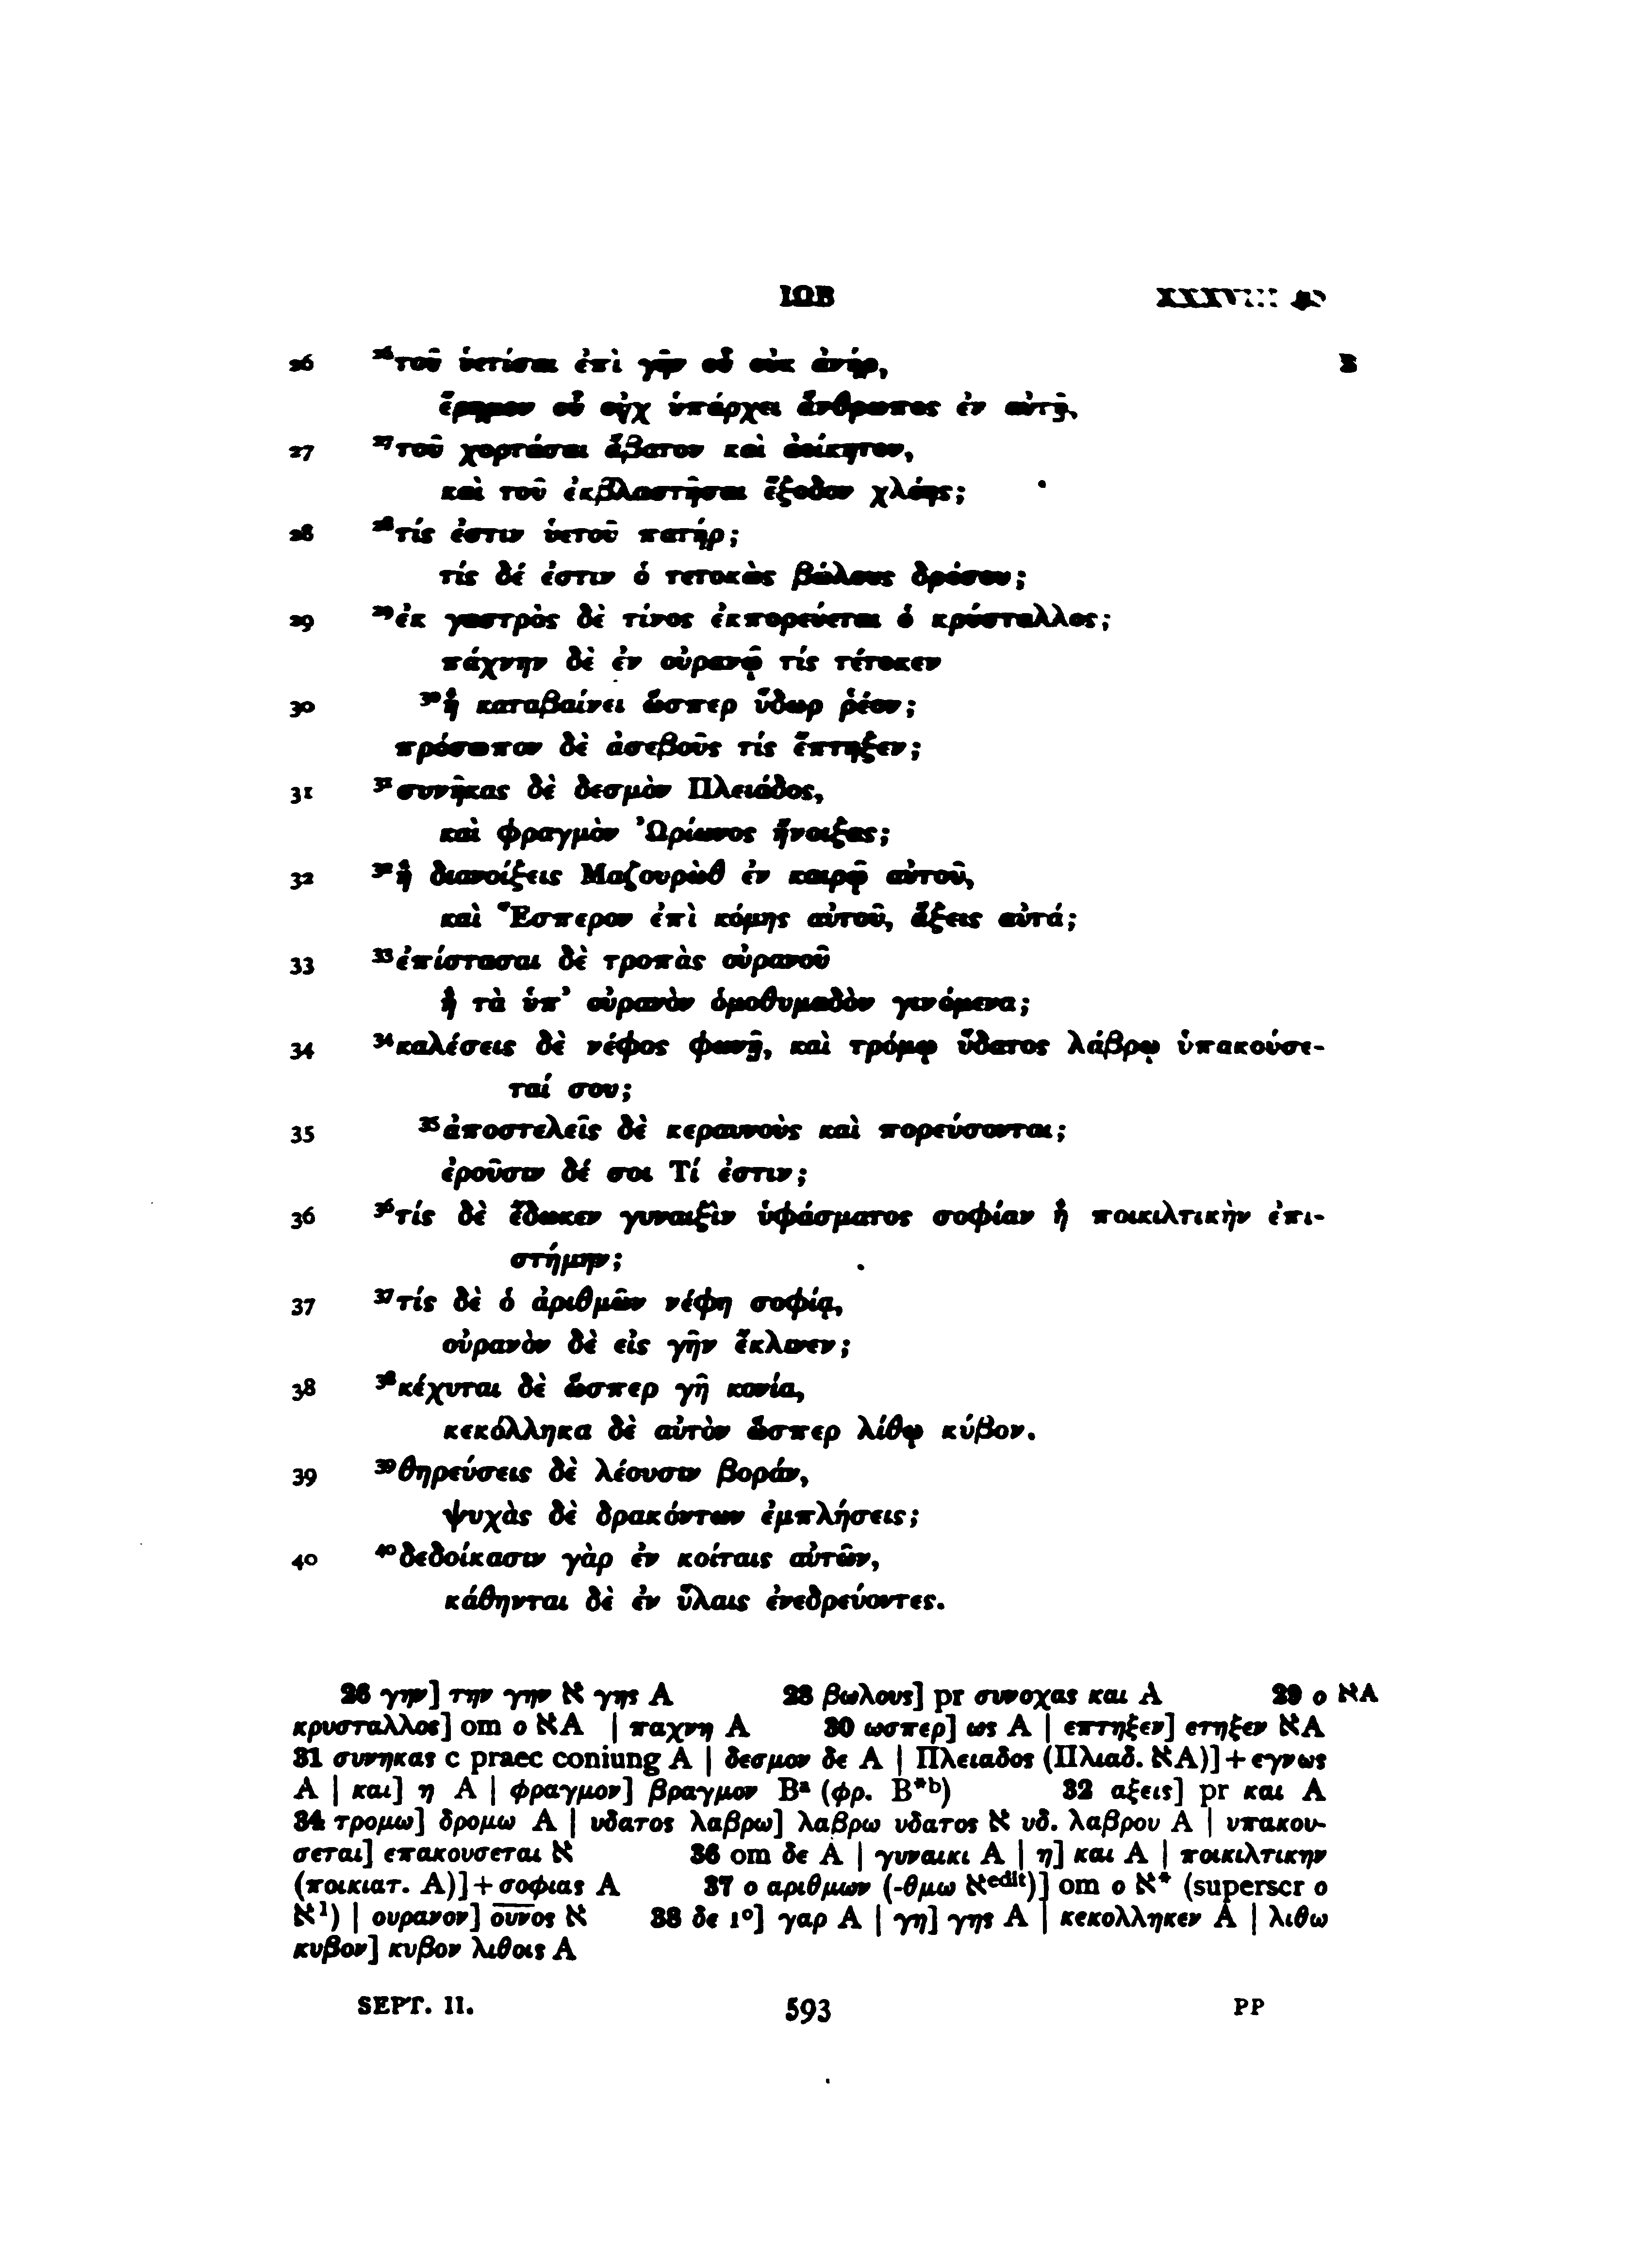 ΙΩΒ XXXVIII 40
26 ²⁶τοῦ ὑετίσαι ἐπὶ γῆν οὗ οὐκ ἀνήρ, B
ἔρημον οὗ οὐχ ὑπάρχει ἄνθρωπος ἐν αὐτῇ,
27 ²⁷τοῦ χορτάσαι ἄβατον καὶ ἀοίκητον,
καὶ τοῦ ἐκβλαστῆσαι ἔξοδον χλόης;
28 ²⁸τίς ἐστιν ὑετοῦ πατήρ;
τίς δέ ἐστιν ὁ τετοκὼς βώλους δρόσου;
29 ²⁹ἐκ γαστρὸς δὲ τίνος ἐκπορεύεται ὁ κρύσταλλος;
πάχνην δὲ ἐν οὐρανῷ τίς τέτοκεν
30 ³⁰ἣ καταβαίνει ὥσπερ ὕδωρ ῥέον;
πρόσωπον δὲ ἀσεβοῦς τίς ἔπτηξεν;
31 ³¹συνῆκας δὲ δεσμὸν Πλειάδος,
καὶ φραγμὸν Ὠρίωνος ἤνοιξας;
32 ³²ἢ διανοίξεις Μαζουρὼθ ἐν καιρῷ αὐτοῦ,
καὶ Ἕσπερον ἐπὶ κόμης αὐτοῦ, ἄξεις αὐτά;
33 ³³ἐπίστασαι δὲ τροπὰς οὐρανοῦ
ἢ τὰ ὑπ’ οὐρανὸν ὁμοθυμαδὸν γινόμενα;
34 ³⁴καλέσεις δὲ νέφος φωνῇ, καὶ τρόμῳ ὕδατος λάβρῳ ὑπακούσε-
ταί σου;
35 ³⁵ἀποστελεῖς δὲ κεραυνοὺς καὶ πορεύσονται;
ἐροῦσιν δέ σοι Τί ἐστιν;
36 ³⁶τίς δὲ ἔδωκεν γυναιξὶν ὑφάσματος σοφίαν ἢ ποικιλτικὴν ἐπι-
στήμην;
37 ³⁷τίς δὲ ὁ ἀριθμῶν νέφη σοφίᾳ,
οὐρανὸν δὲ εἰς γῆν ἔκλινεν;
38 ³⁸κέχυται δὲ ὥσπερ γῆ κονία,
κεκόλληκα δὲ αὐτὸν ὥσπερ λίθῳ κύβον.
39 ³⁹θηρεύσεις δὲ λέουσιν βοράν,
ψυχὰς δὲ δρακόντων ἐμπλήσεις;
40 ⁴⁰δεδοίκασιν γὰρ ἐν κοίταις αὐτῶν,
κάθηνται δὲ ἐν ὕλαις ἐνεδρεύοντες.
26 γην] την γην ℵ γης A 28 βωλους] pr συνοχας και A 29 ο ℵA
κρυσταλλος] om ο ℵA | παχνη A 30 ωσπερ] ως A | επτηξεν] ετηξεν ℵA
31 συνηκας c praec coniung A | δεσμον δε A | Πλειαδος (Πλιαδ. ℵA)]+εγνως
A | και] η A | φραγμον] βραγμον Bᵃ (φρ. B*ᵇ) 32 αξεις] pr και A
34 τρομω] δρομω A | υδατος λαβρω] λαβρω υδατος ℵ υδ. λαβρου A | υπακου-
σεται] επακουσεται ℵ 36 om δε A | γυναικι A | η] και A | ποικιλτικην
(ποικιατ. A)]+σοφιας A 37 ο αριθμων (-θμω ℵᵉᵈⁱᵗ)] om ο ℵ* (superscr ο
ℵ¹) | ουρανον] ουνος ℵ 38 δε 1°] γαρ A | γη] γης A | κεκολληκεν A | λιθω
κυβον] κυβον λιθοις A
SEPT. II. 593 PP